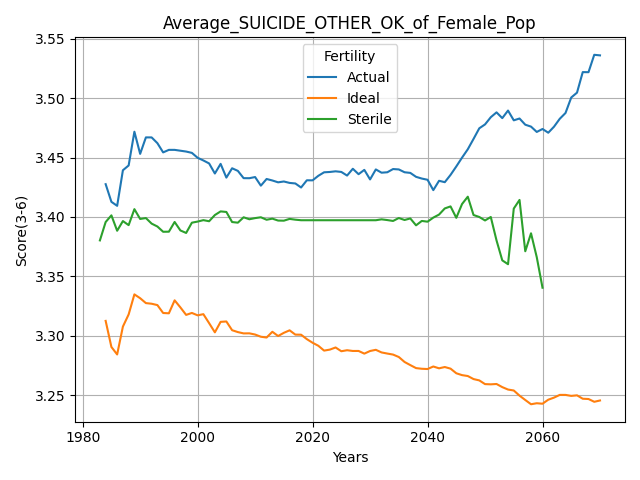 Average_SUICIDE_OTHER_OK_of_Female_Pop
Fertility
Actual
Ideal
Sterile
Score(3-6)
3.55
3.50
3.45
3.40
3.35
3.30
3.25
1980
2000
2020
2040
2060
Years